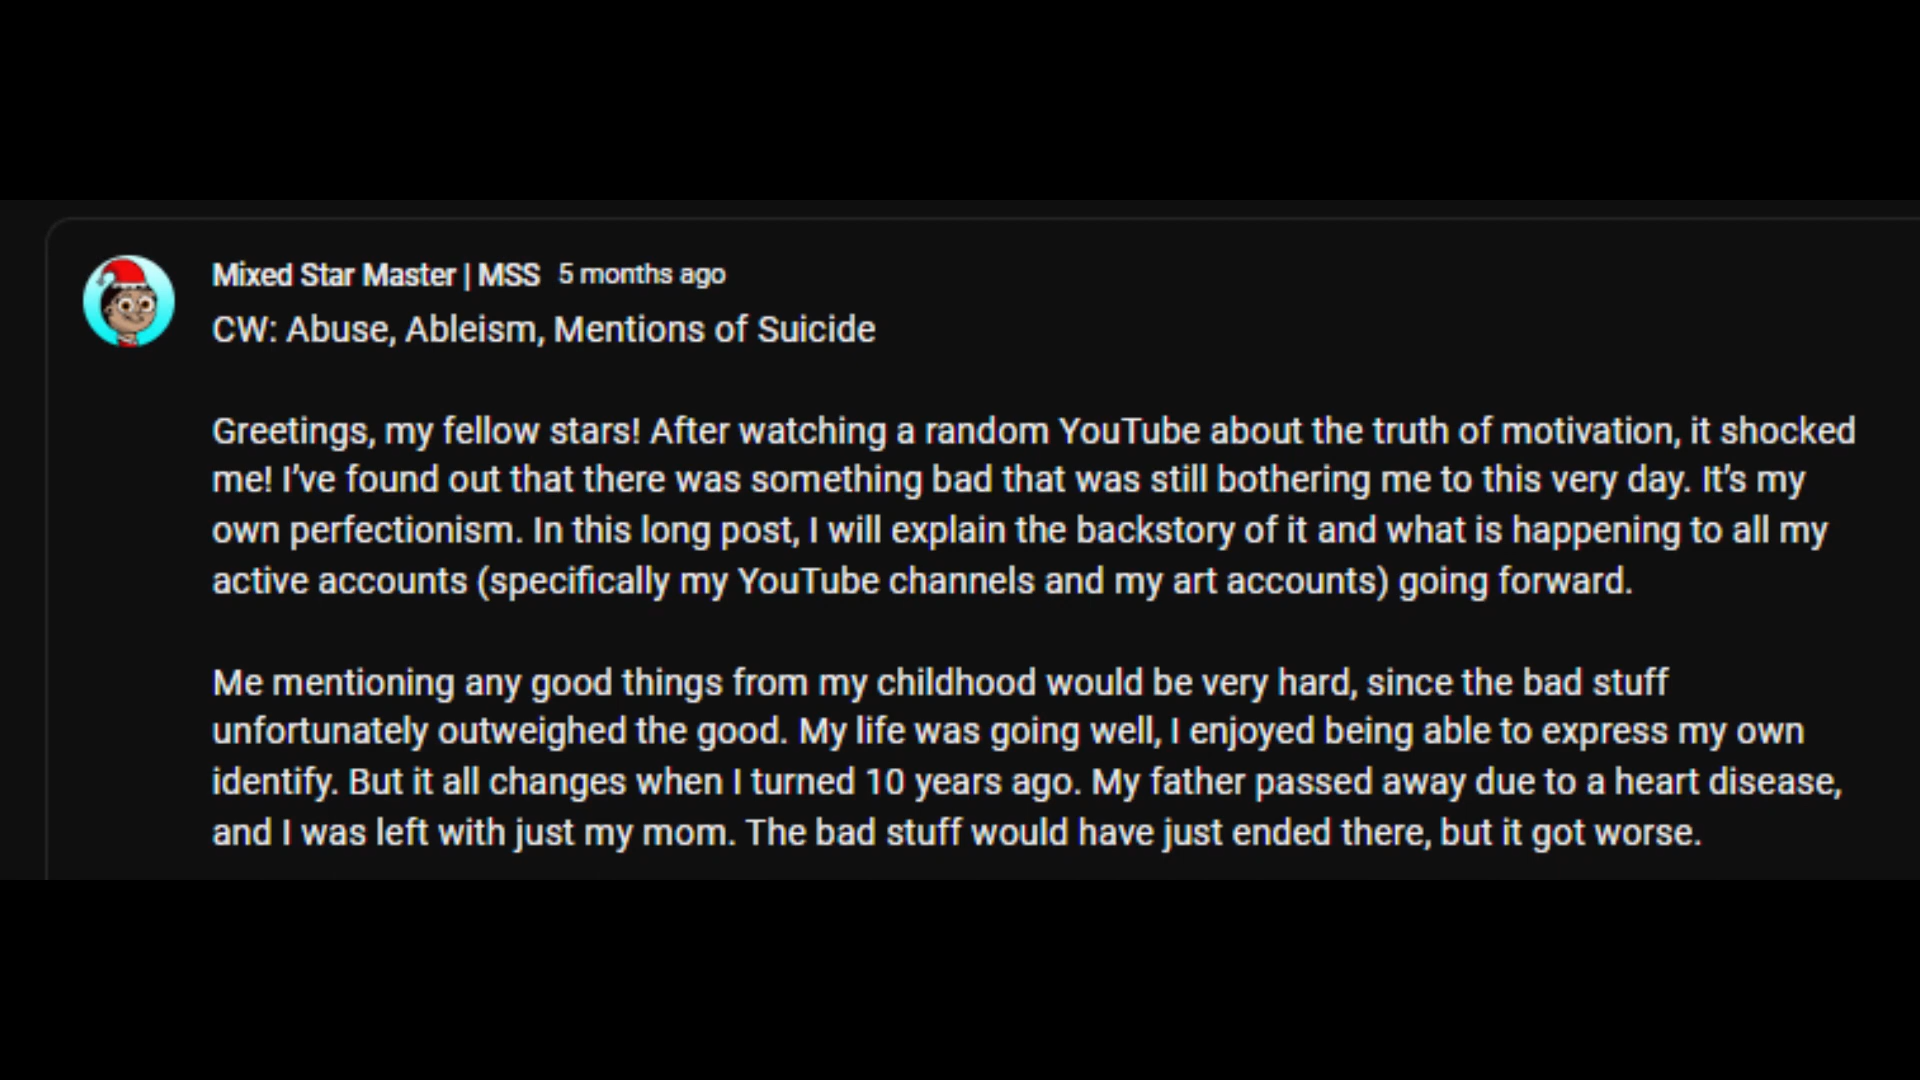 Mixed Star Master | MSS 5 months ago
CW: Abuse, Ableism, Mentions of Suicide
Greetings, my fellow stars! After watching a random YouTube about the truth of motivation, it shocked
me! I’ve found out that there was something bad that was still bothering me to this very day. It’s my
own perfectionism. In this long post, I will explain the backstory of it and what is happening to all my
active accounts (specifically my YouTube channels and my art accounts) going forward.
Me mentioning any good things from my childhood would be very hard, since the bad stuff
unfortunately outweighed the good. My life was going well, I enjoyed being able to express my own
identify. But it all changes when I turned 10 years ago. My father passed away due to a heart disease,
and I was left with just my mom. The bad stuff would have just ended there, but it got worse.